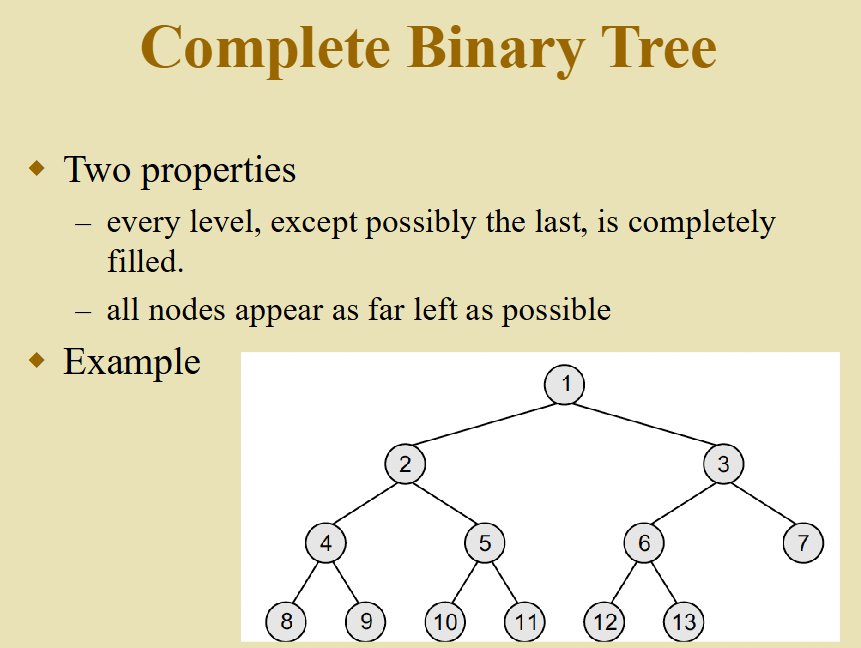 Complete Binary Tree
◆ Two properties
– every level, except possibly the last, is completely
filled.
– all nodes appear as far left as possible
◆ Example
1
2 3
4 5 6 7
8 9 10 11 12 13